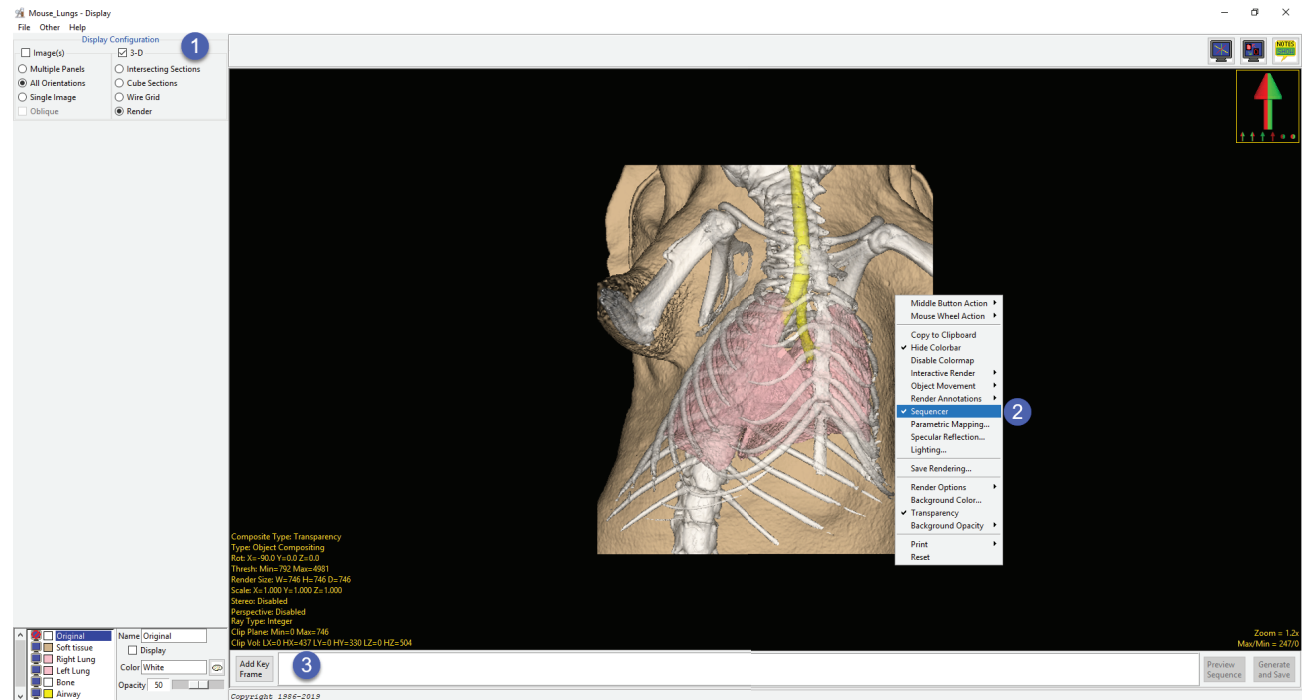 Mouse_Lungs - Display
File Other Help
Display Configuration
Image(s)
3-D
1
Multiple Panels
Intersecting Sections
All Orientations
Cube Sections
Single Image
Wire Grid
Oblique
Render
NOTES
Middle Button Action
Mouse Wheel Action
Copy to Clipboard
Hide Colorbar
Disable Colormap
Interactive Render
Object Movement
Render Annotations
Sequencer
2
Parametric Mapping...
Specular Reflection...
Lighting...
Save Rendering...
Render Options
Background Color...
Transparency
Background Opacity
Print
Reset
Composite Type: Transparency
Type: Object Compositing
Rot: X=-90.0 Y=0.0 Z=0.0
Thresh: Min=792 Max=4981
Render Size: W=746 H=746 D=746
Scale: X=1.000 Y=1.000 Z=1.000
Stereo: Disabled
Perspective: Disabled
Ray Type: Integer
Clip Plane: Min=0 Max=746
Clip Vol: LX=0 HX=437 LY=0 HY=330 LZ=0 HZ=504
Zoom = 1.2x
Max/Min = 247/0
Original
Soft tissue
Right Lung
Left Lung
Bone
Airway
Name Original
Display
Color White
Opacity 50
Add Key
Frame
3
Preview
Sequence
Generate
and Save
Copyright 1986-2019